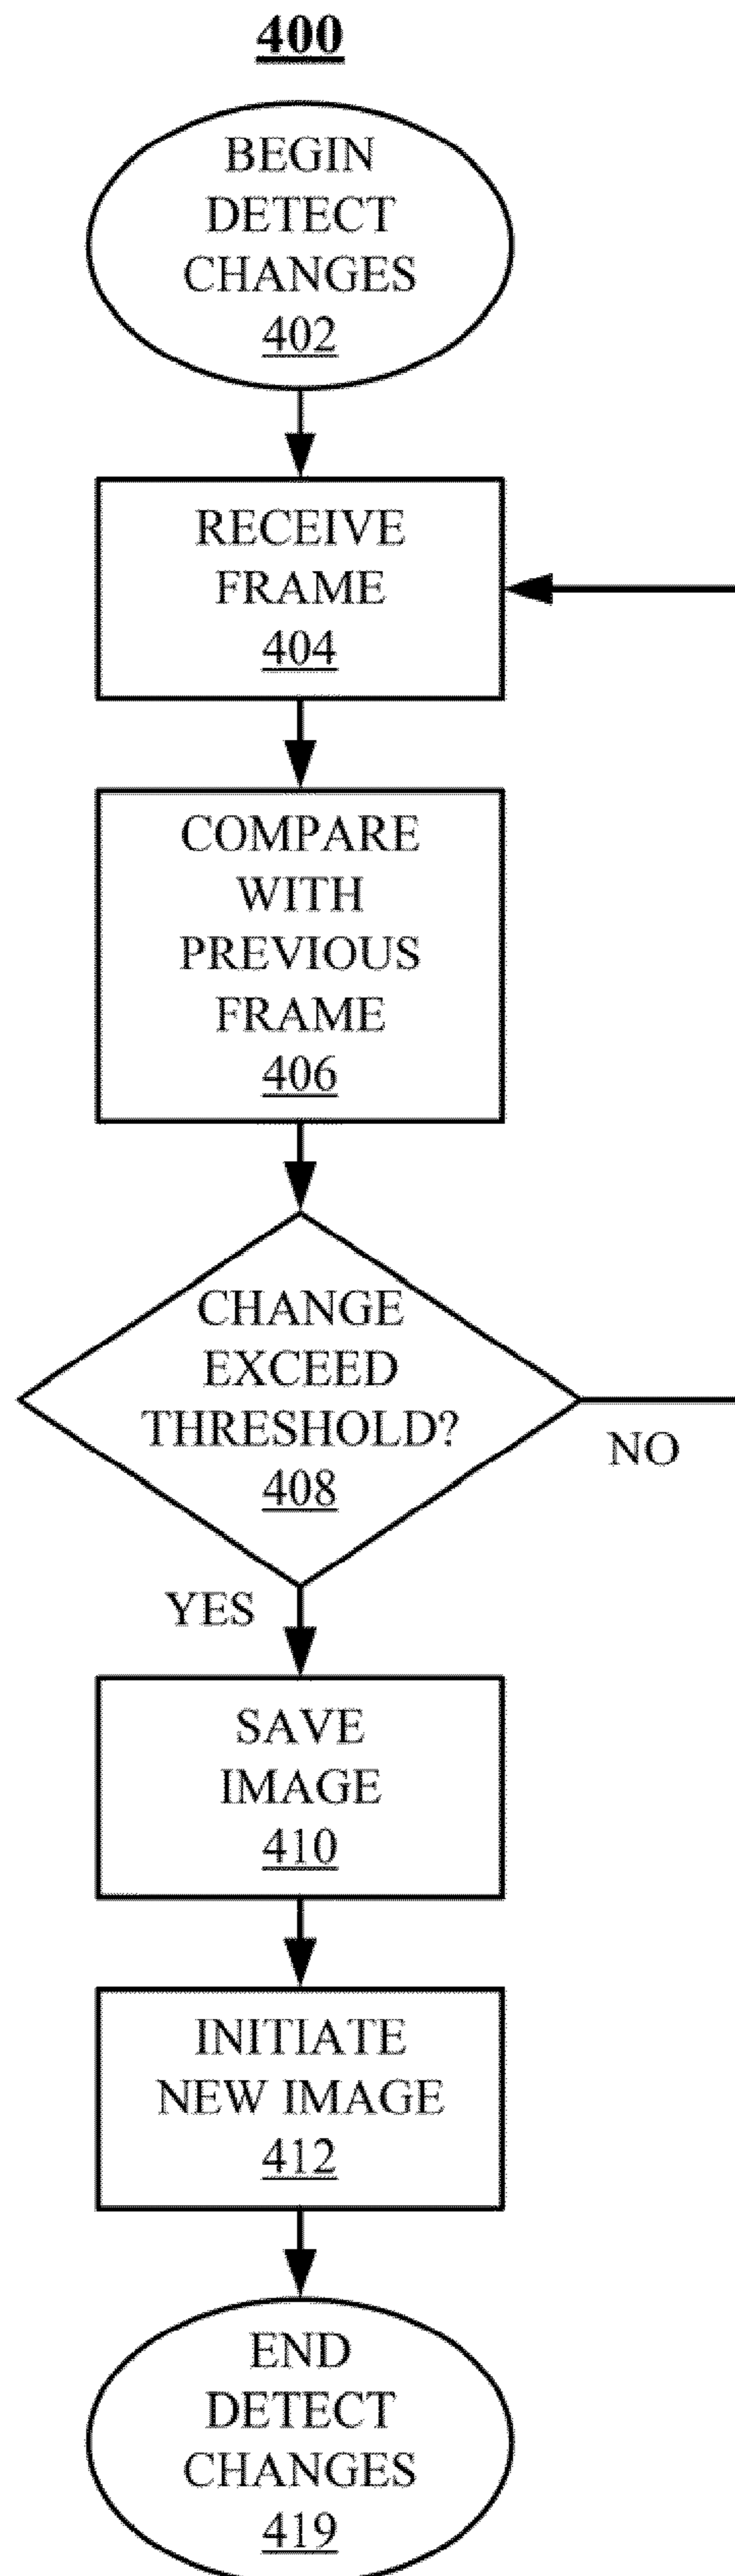 400
BEGIN
DETECT
CHANGES
402
RECEIVE
FRAME
404
COMPARE
WITH
PREVIOUS
FRAME
406
CHANGE
EXCEED
THRESHOLD?
408
NO
YES
SAVE
IMAGE
410
INITIATE
NEW IMAGE
412
END
DETECT
CHANGES
419